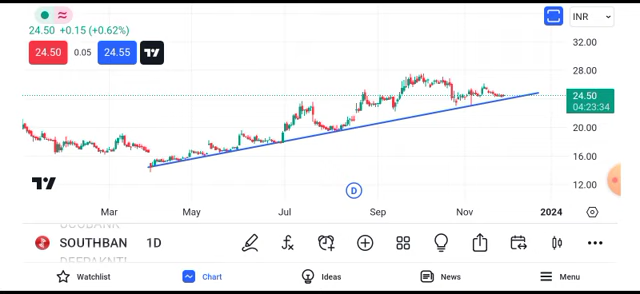 24.50 +0.15 (+0.62%)
INR
24.50 0.05 24.55
32.00
28.00
24.50
04:23:34
20.00
16.00
12.00
D
Mar May Jul Sep Nov 2024
SOUTHBAN 1D
Watchlist Chart Ideas News Menu